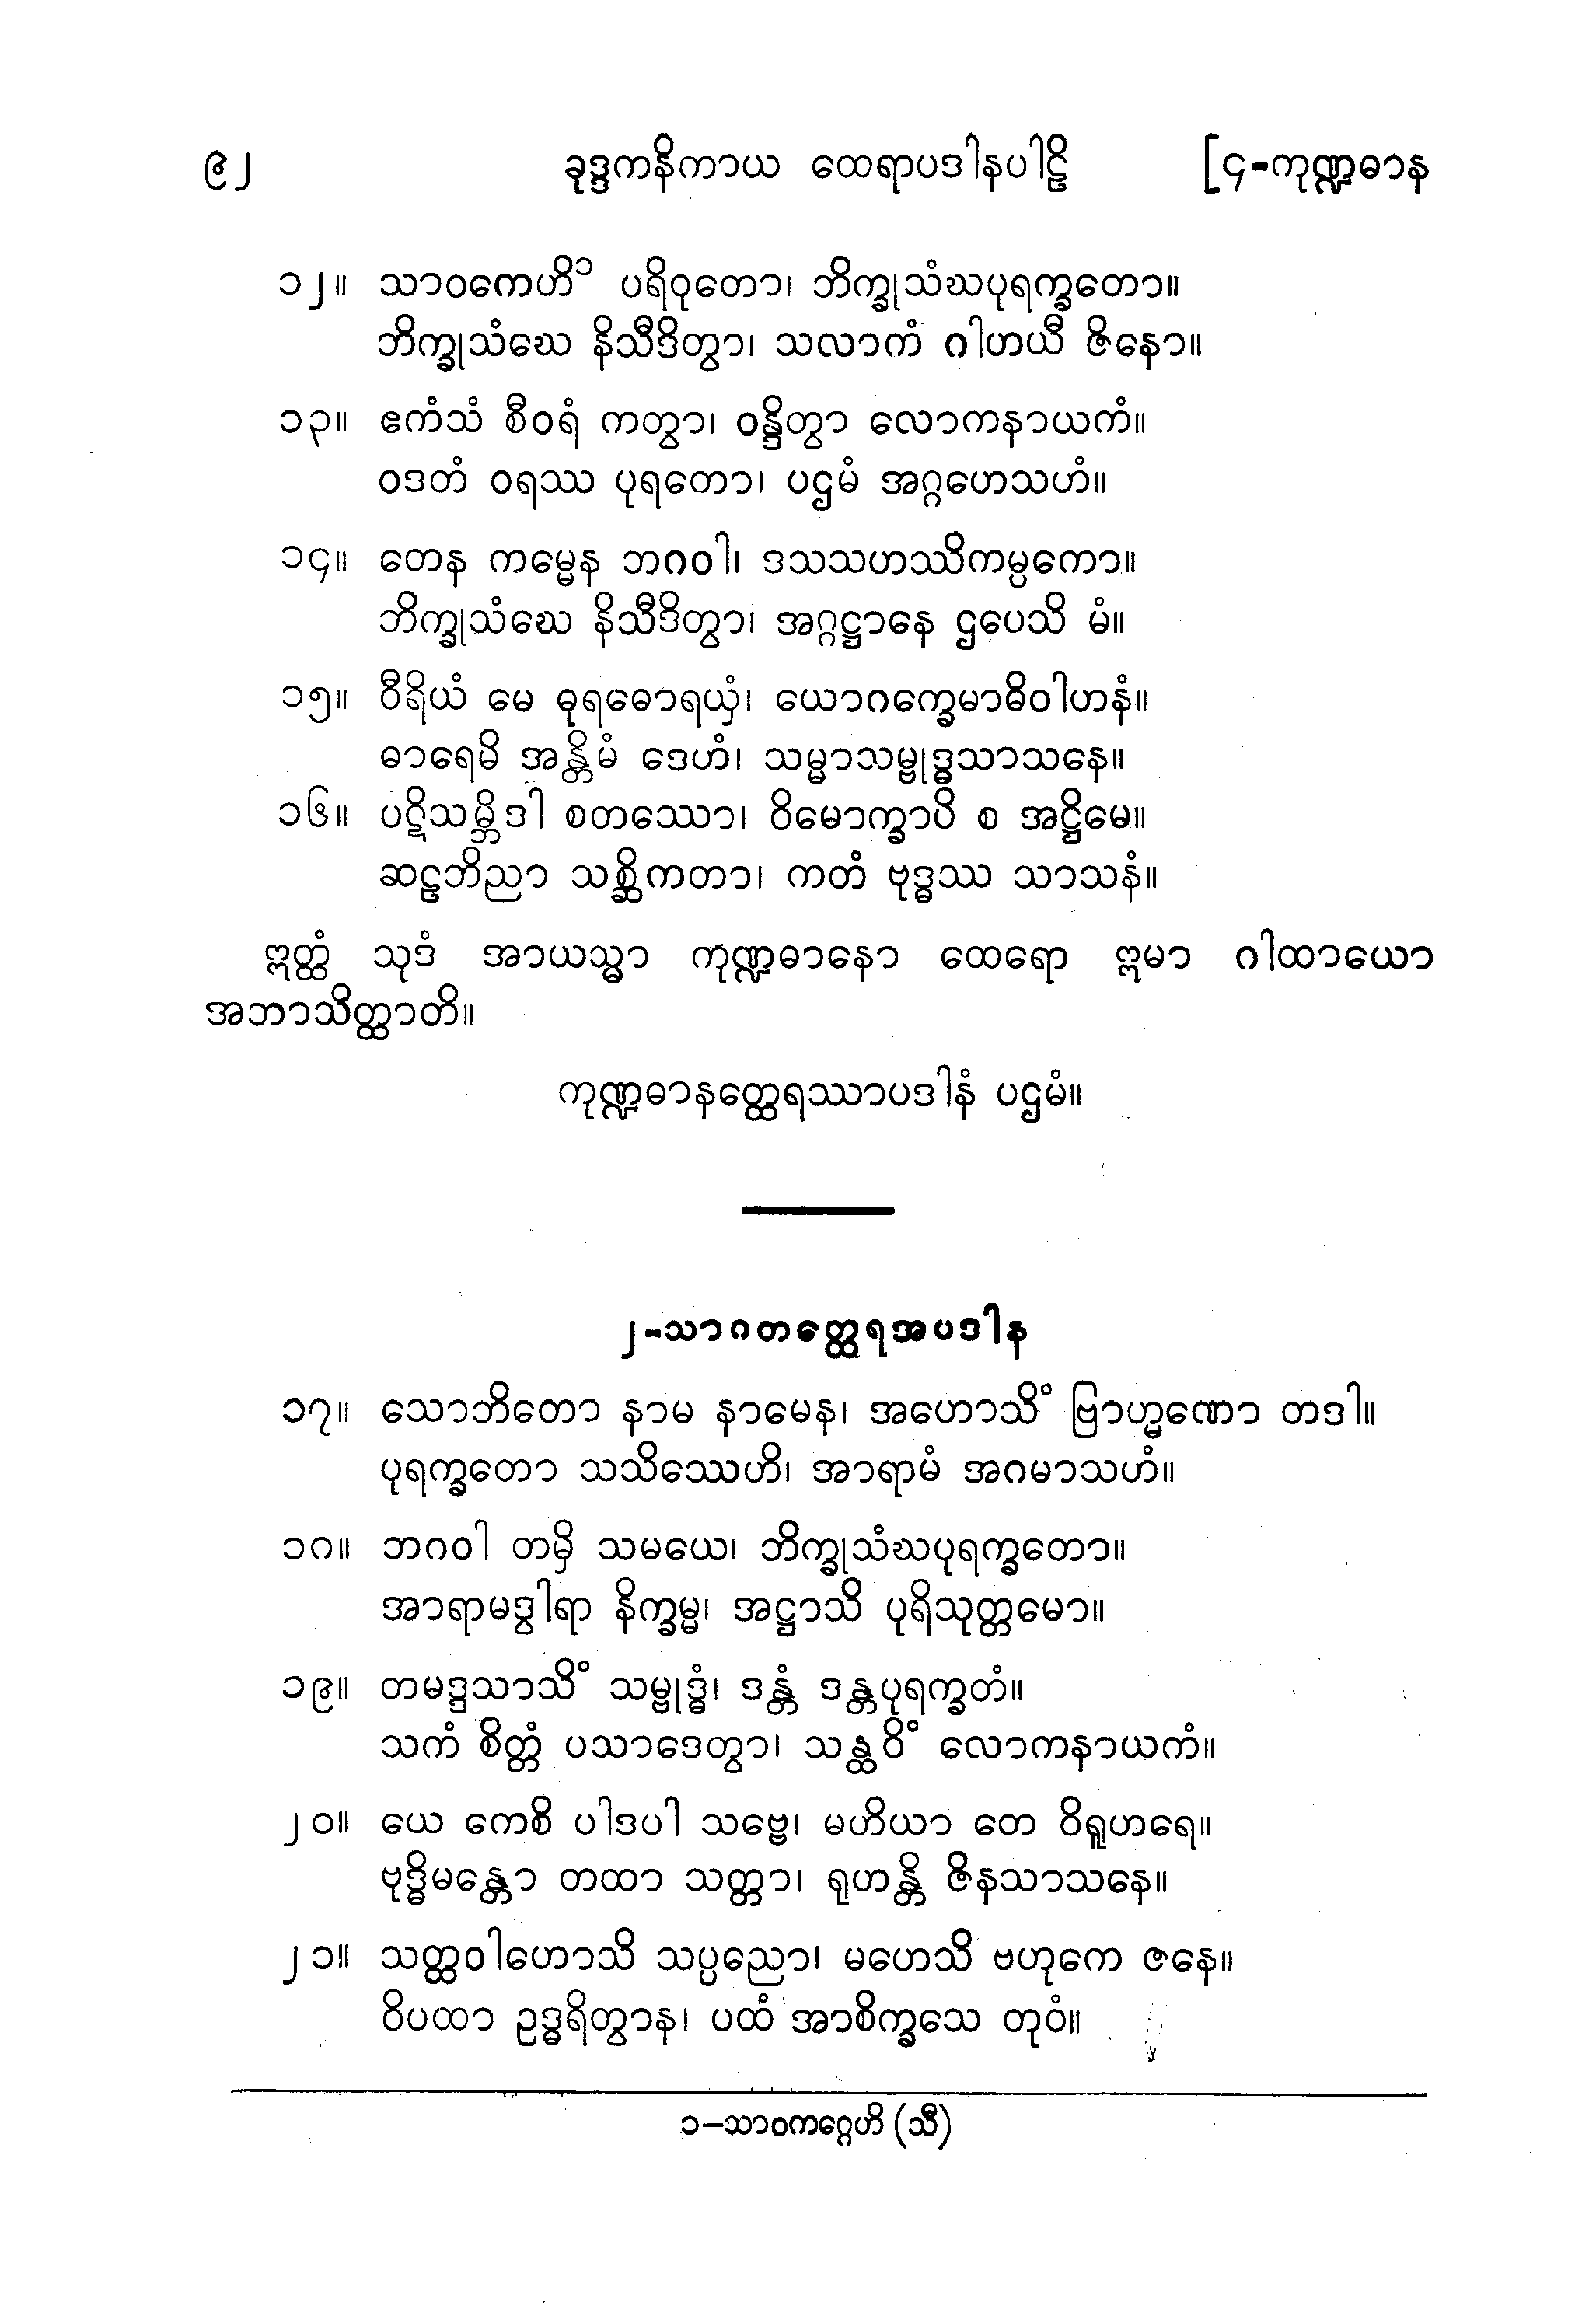 ၉၂ ခုဒ္ဒကနိကာယ ထေရာပဒါနပါဠိ [၄-ကုဏ္ဍဓာန
၁၂။ သာဝကေဟိ၁ ပရိဝုတော၊ ဘိက္ခုသံဃပုရက္ခတော။
ဘိက္ခုသံဃေ နိသီဒိတွာ၊ သလာကံ ဂါဟယီ ဇိနော။
၁၃။ ဧကံသံ စီဝရံ ကတွာ၊ ဝန္ဒိတွာ လောကနာယကံ။
ဝဒတံ ဝရဿ ပုရတော၊ ပဌမံ အဂ္ဂဟေသဟံ။
၁၄။ တေန ကမ္မေန ဘဂဝါ၊ ဒသသဟဿိကမ္ပကော။
ဘိက္ခုသံဃေ နိသီဒိတွာ၊ အဂ္ဂဋ္ဌာနေ ဌပေသိ မံ။
၁၅။ ဝီရိယံ မေ ဓုရဓောရယှံ၊ ယောဂက္ခေမာဓိဝါဟနံ။
ဓာရေမိ အန္တိမံ ဒေဟံ၊ သမ္မာသမ္ဗုဒ္ဓသာသနေ။
၁၆။ ပဋိသမ္ဘိဒါ စတဿော၊ ဝိမောက္ခာပိ စ အဋ္ဌိမေ။
ဆဠဘိညာ သစ္ဆိကတာ၊ ကတံ ဗုဒ္ဓဿ သာသနံ။
ဣတ္ထံ သုဒံ အာယသ္မာ ကုဏ္ဍဓာနော ထေရော ဣမာ ဂါထာယော
အဘာသိတ္ထာတိ။
ကုဏ္ဍဓာနတ္ထေရဿာပဒါနံ ပဌမံ။
၂-သာဂတတ္ထေရအပဒါန
၁၇။ သောဘိတော နာမ နာမေန၊ အဟောသိံ ဗြာဟ္မဏော တဒါ။
ပုရက္ခတော သသိဿေဟိ၊ အာရာမံ အဂမာသဟံ။
၁၈။ ဘဂဝါ တမှိ သမယေ၊ ဘိက္ခုသံဃပုရက္ခတော။
အာရာမဒွါရာ နိက္ခမ္မ၊ အဋ္ဌာသိ ပုရိသုတ္တမော။
၁၉။ တမဒ္ဒသာသိံ သမ္ဗုဒ္ဓံ၊ ဒန္တံ ဒန္တပုရက္ခတံ။
သကံ စိတ္တံ ပသာဒေတွာ၊ သန္ထဝိံ လောကနာယကံ။
၂၀။ ယေ ကေစိ ပါဒပါ သဗ္ဗေ၊ မဟိယာ တေ ဝိရူဟရေ။
ဗုဒ္ဓိမန္တော တထာ သတ္တာ၊ ရုဟန္တိ ဇိနသာသနေ။
၂၁။ သတ္ထဝါဟောသိ သပ္ပညော၊ မဟေသိ ဗဟုကေ ဇနေ။
ဝိပထာ ဥဒ္ဓရိတွာန၊ ပထံ အာစိက္ခသေ တုဝံ။
၁-သာဝကဂ္ဂေဟိ (သီ)